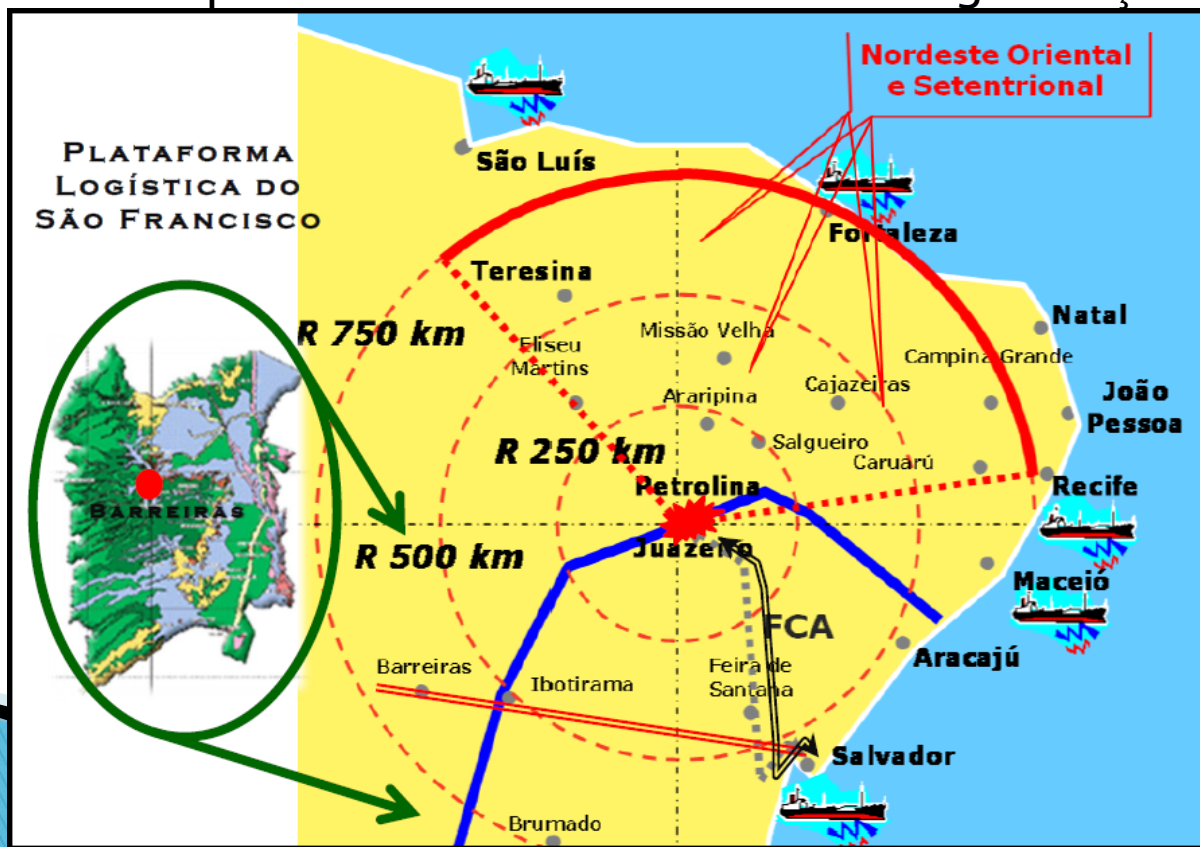 Nordeste Oriental
e Setentrional
PLATAFORMA
LOGÍSTICA DO
SÃO FRANCISCO
São Luís
Fortaleza
Teresina
Natal
R 750 km
Missão Velha
Eliseu
Martins
Campina Grande
Cajazeiras
Araripina
João
Pessoa
R 250 km
Salgueiro
Caruarú
Petrolina
Recife
BARREIRAS
Juazeiro
R 500 km
Maceió
FCA
Aracajú
Barreiras
Ibotirama
Feira de
Santana
Salvador
Brumado